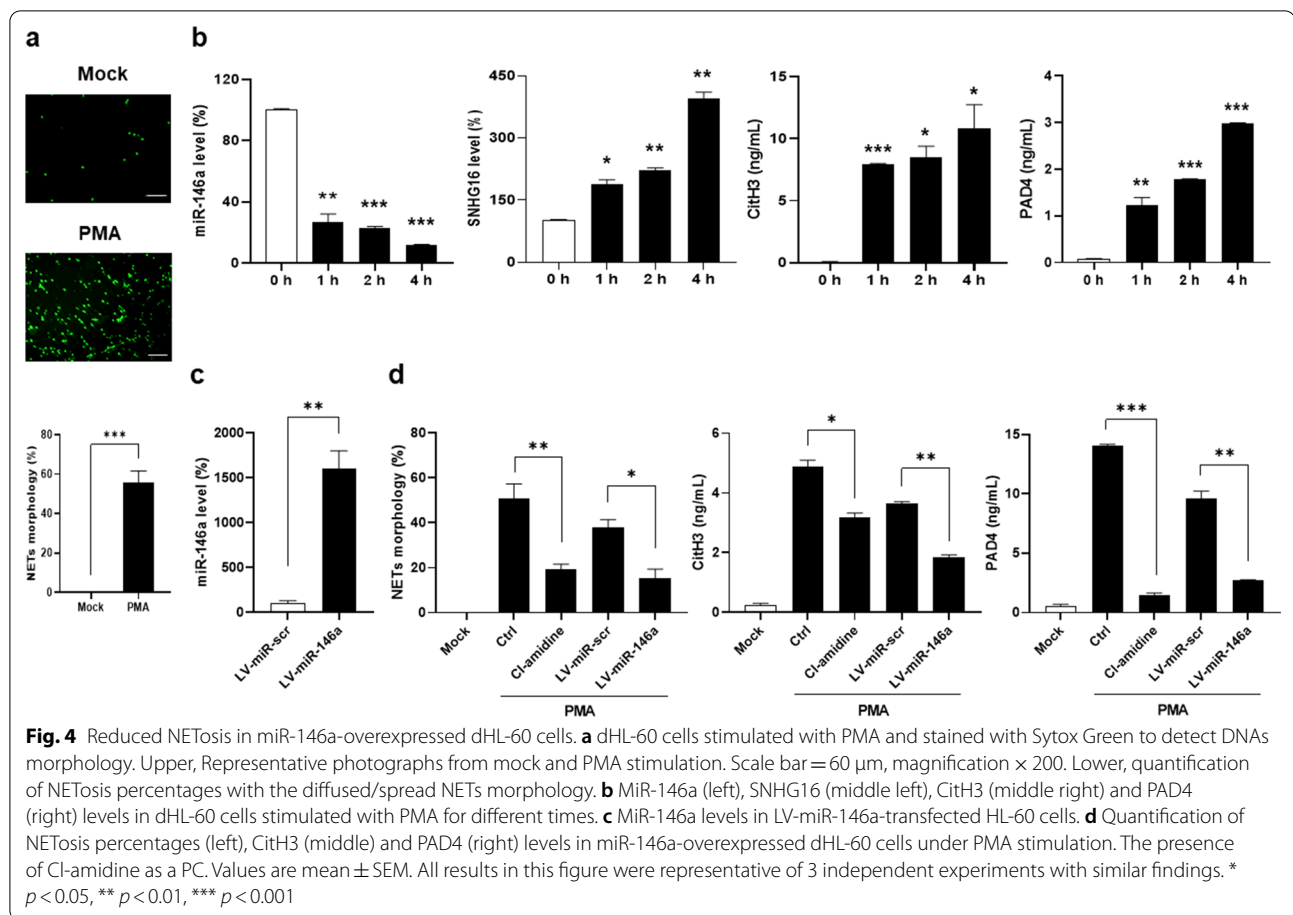 a
Mock
PMA
NETs morphology (%)
80
60
40
20
0
***
Mock
PMA
b
miR-146a level (%)
120
80
40
0
**
***
***
0 h
1 h
2 h
4 h
SNHG16 level (%)
450
300
150
0
*
**
**
0 h
1 h
2 h
4 h
CitH3 (ng/mL)
15
10
5
0
***
*
*
0 h
1 h
2 h
4 h
PAD4 (ng/mL)
4
3
2
1
0
**
***
***
0 h
1 h
2 h
4 h
c
miR-146a level (%)
2000
1500
1000
500
0
**
LV-miR-scr
LV-miR-146a
d
NETs morphology (%)
80
60
40
20
0
**
*
Mock
Ctrl
Cl-amidine
LV-miR-scr
LV-miR-146a
PMA
CitH3 (ng/mL)
6
4
2
0
*
**
Mock
Ctrl
Cl-amidine
LV-miR-scr
LV-miR-146a
PMA
PAD4 (ng/mL)
15
10
5
0
***
**
Mock
Ctrl
Cl-amidine
LV-miR-scr
LV-miR-146a
PMA
Fig. 4 Reduced NETosis in miR-146a-overexpressed dHL-60 cells. a dHL-60 cells stimulated with PMA and stained with Sytox Green to detect DNAs
morphology. Upper, Representative photographs from mock and PMA stimulation. Scale bar = 60 μm, magnification × 200. Lower, quantification
of NETosis percentages with the diffused/spread NETs morphology. b MiR-146a (left), SNHG16 (middle left), CitH3 (middle right) and PAD4
(right) levels in dHL-60 cells stimulated with PMA for different times. c MiR-146a levels in LV-miR-146a-transfected HL-60 cells. d Quantification of
NETosis percentages (left), CitH3 (middle) and PAD4 (right) levels in miR-146a-overexpressed dHL-60 cells under PMA stimulation. The presence
of Cl-amidine as a PC. Values are mean ± SEM. All results in this figure were representative of 3 independent experiments with similar findings. *
p < 0.05, ** p < 0.01, *** p < 0.001